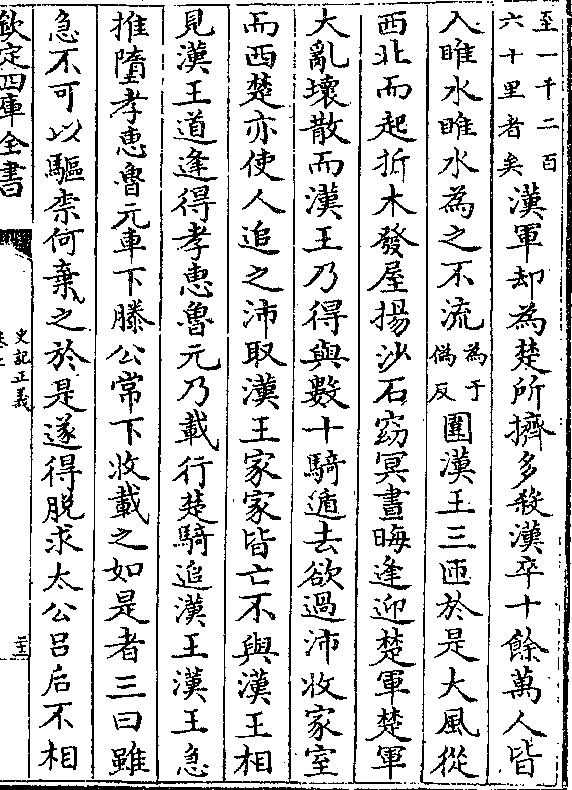 至一千二百六十里者矣漢軍却為楚所擠多殺漢卒十餘萬人皆
入睢水睢水為之不流為于偽反圍漢王三匝於是大風從
西北而起折木發屋揚沙石窈冥晝晦逢迎楚軍楚軍
大亂壞散而漢王乃得與數十騎遁去欲過沛收家室
而西楚亦使人追之沛取漢王家家皆亡不與漢王相
見漢王道逢得孝惠魯元乃載行楚騎追漢王漢王急
推墮孝惠魯元車下滕公常下收載之如是者三曰雖
急不可以驅柰何棄之於是遂得脫求太公吕后不相
欽定四庫全書
史記正義